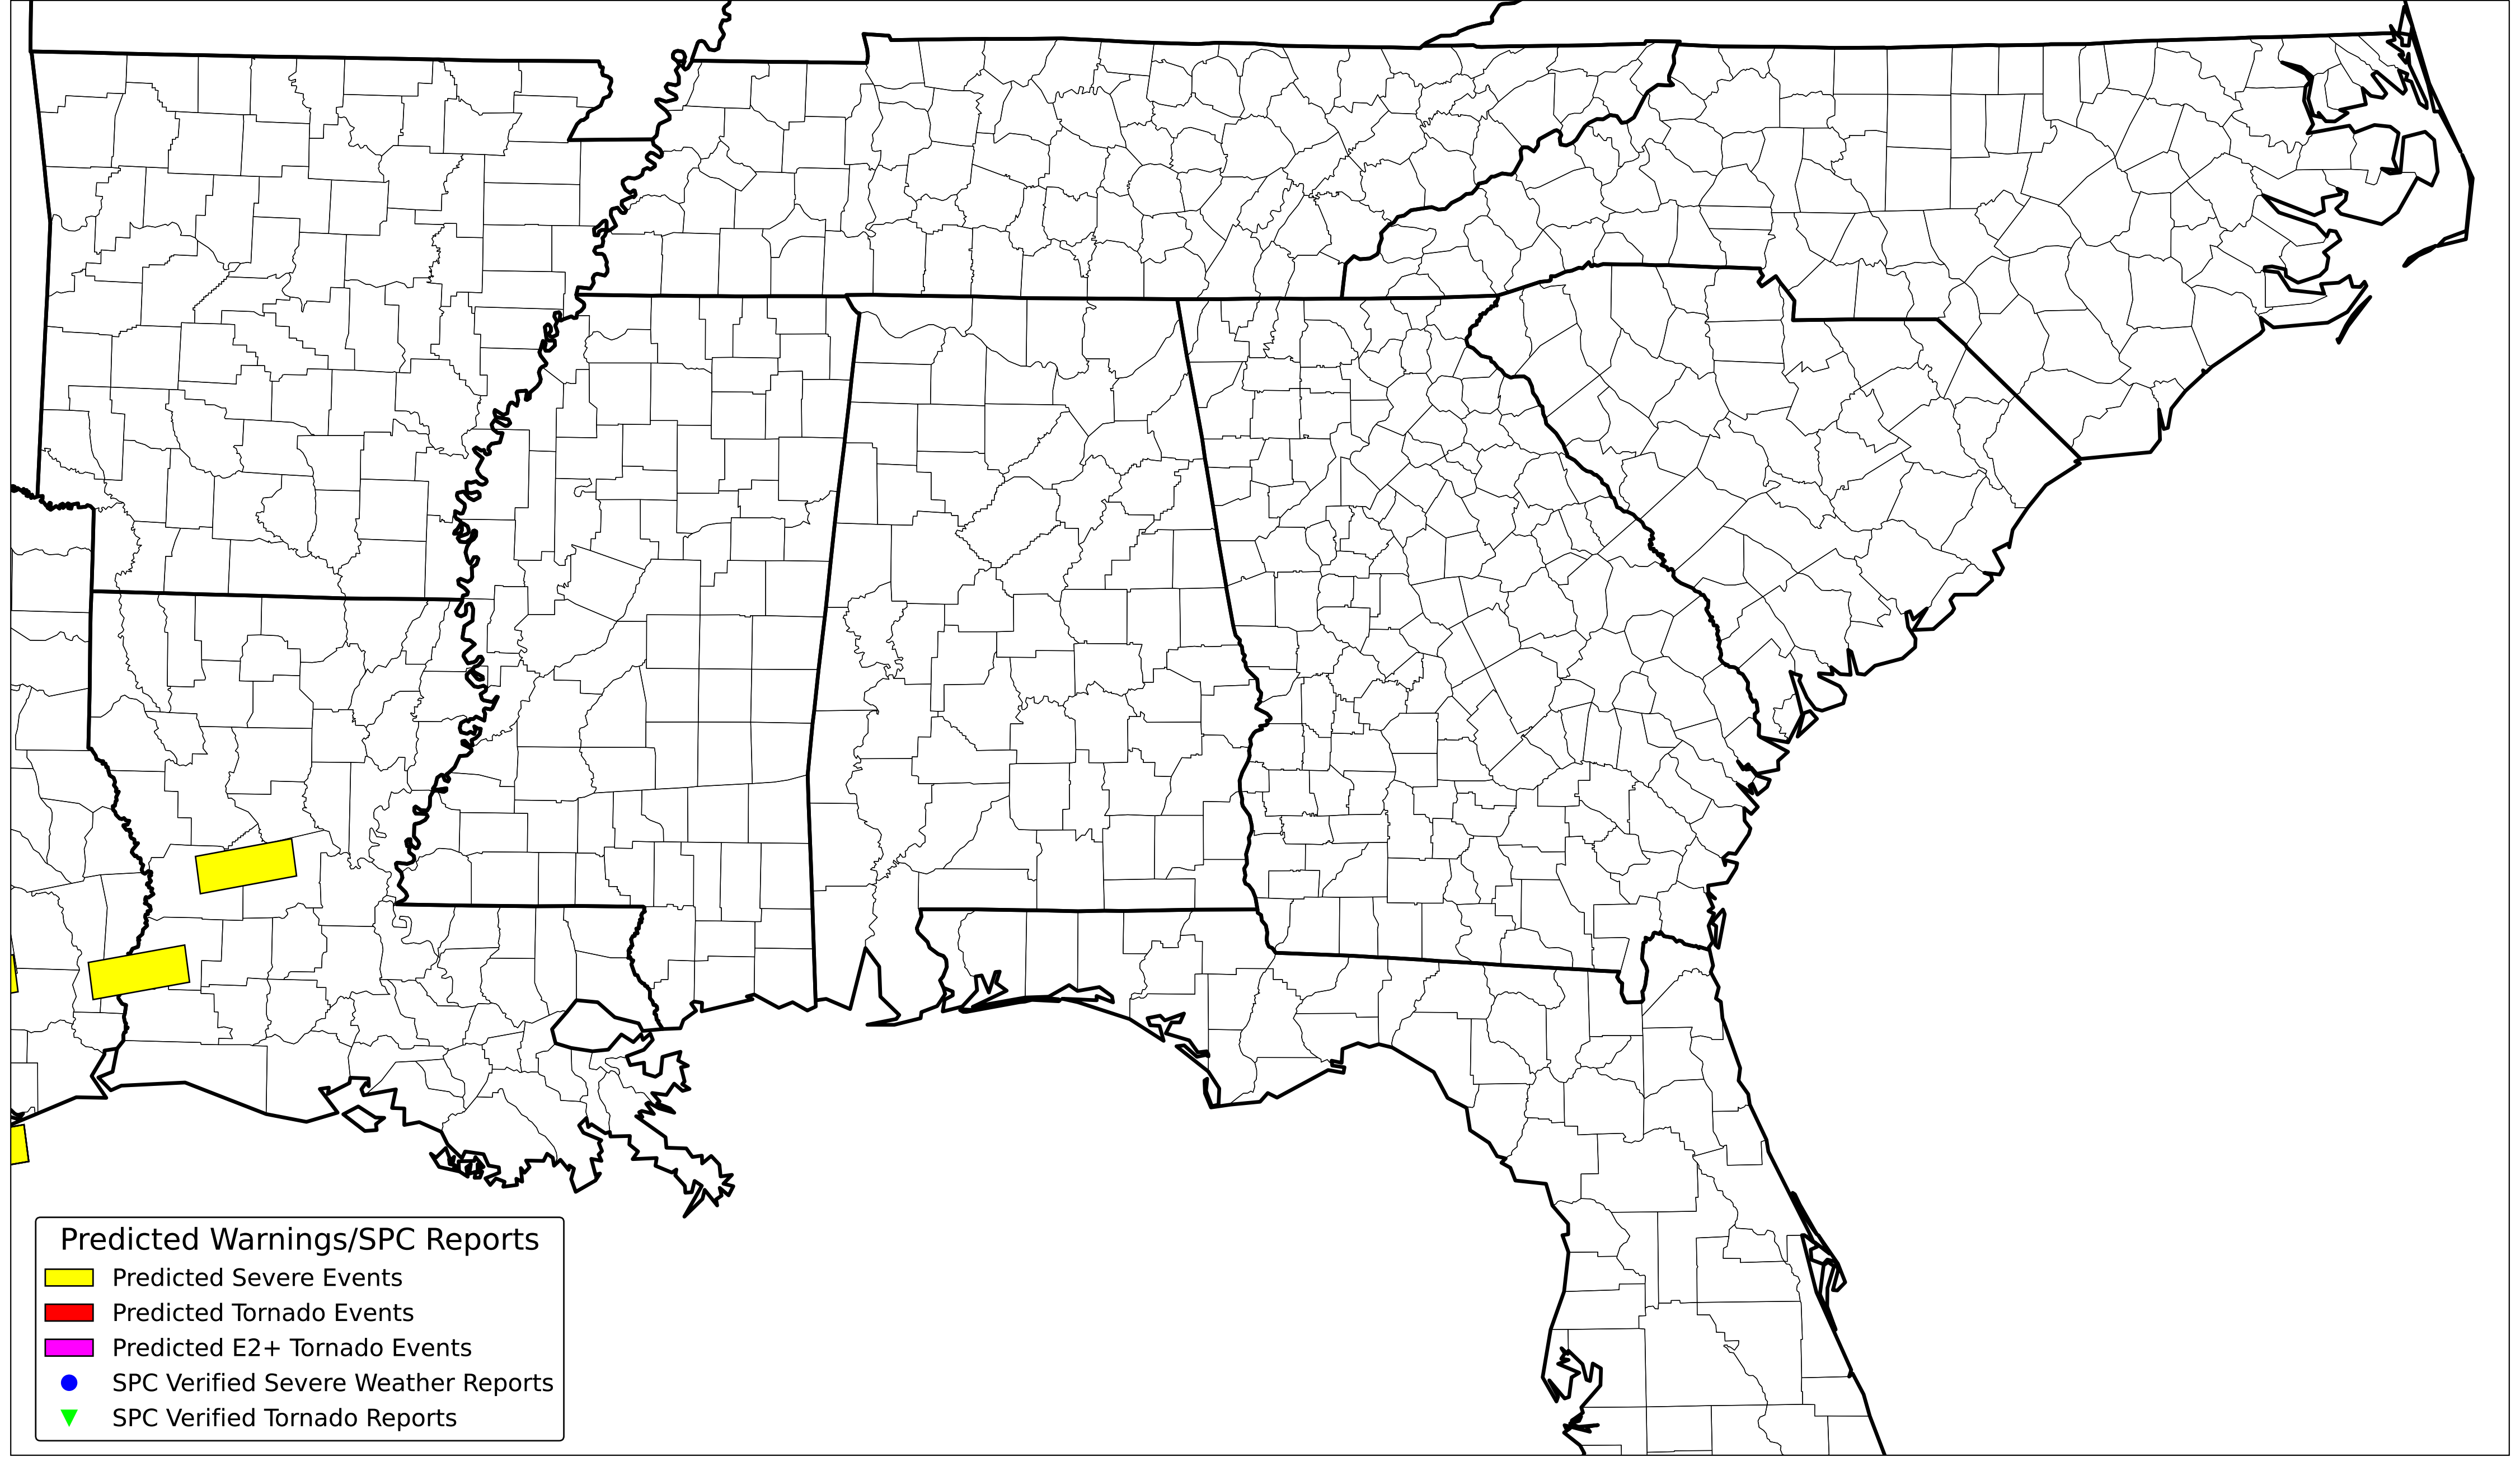 Predicted Warnings/SPC Reports
Predicted Severe Events
Predicted Tornado Events
Predicted E2+ Tornado Events
SPC Verified Severe Weather Reports
SPC Verified Tornado Reports